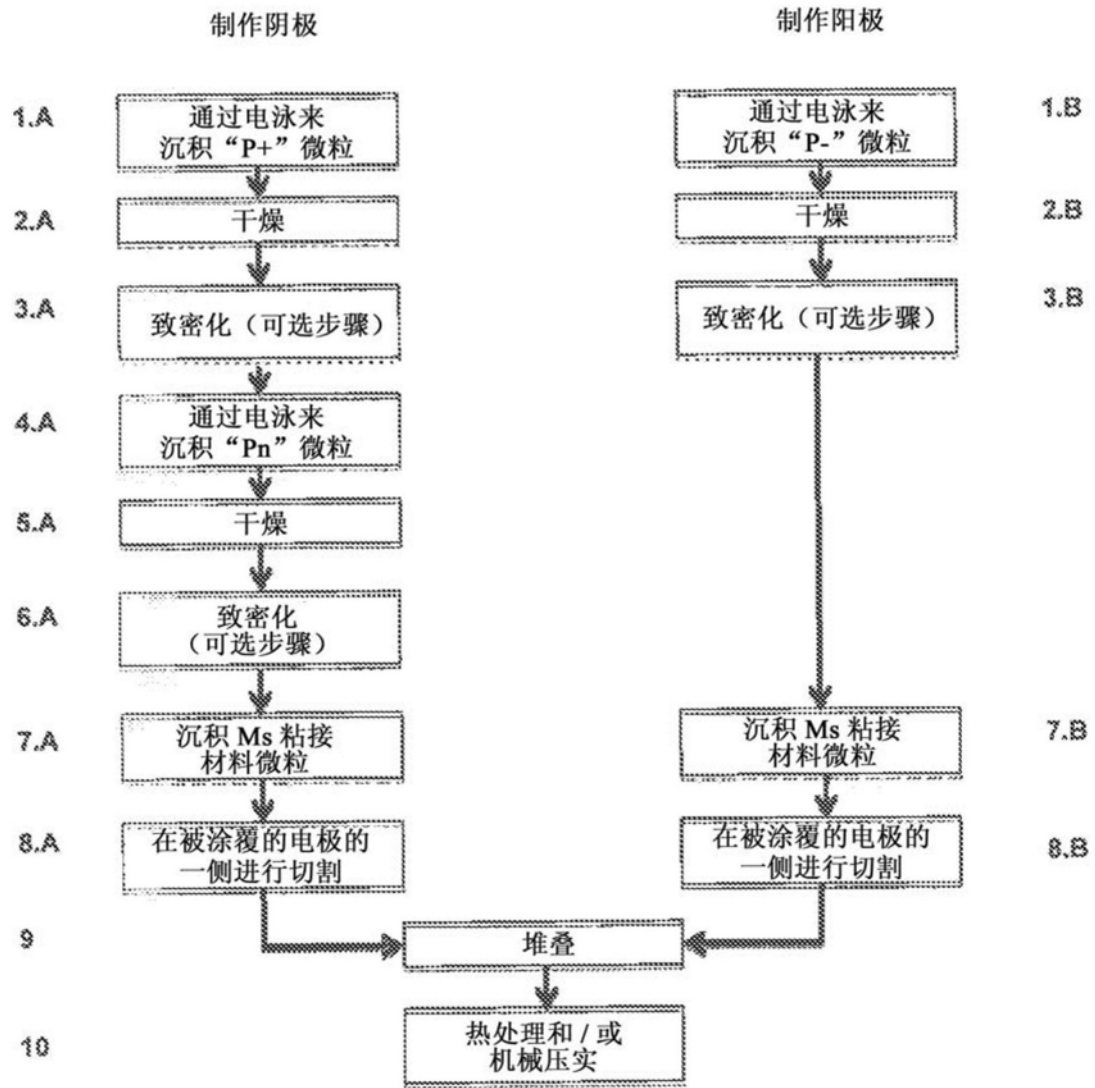 制作阴极
制作阳极
1.A
通过电泳来
沉积“P+”微粒
1.B
通过电泳来
沉积“P-”微粒
2.A
干燥
2.B
干燥
3.A
致密化（可选步骤）
3.B
致密化（可选步骤）
4.A
通过电泳来
沉积“Pn”微粒
5.A
干燥
6.A
致密化
（可选步骤）
7.A
沉积 Ms 粘接
材料微粒
7.B
沉积 Ms 粘接
材料微粒
8.A
在被涂覆的电极的
一侧进行切割
8.B
在被涂覆的电极的
一侧进行切割
9
堆叠
10
热处理和 / 或
机械压实